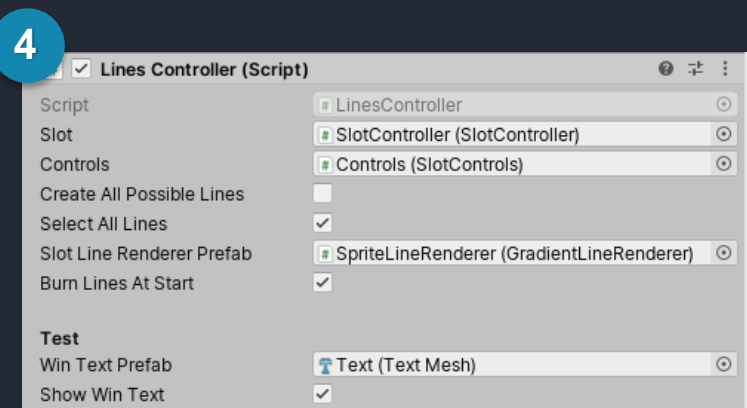 4
# Lines Controller (Script)
Script # LinesController
Slot # SlotController (SlotController)
Controls # Controls (SlotControls)
Create All Possible Lines
Select All Lines
Slot Line Renderer Prefab # SpriteLineRenderer (GradientLineRenderer)
Burn Lines At Start
Test
Win Text Prefab Text (Text Mesh)
Show Win Text